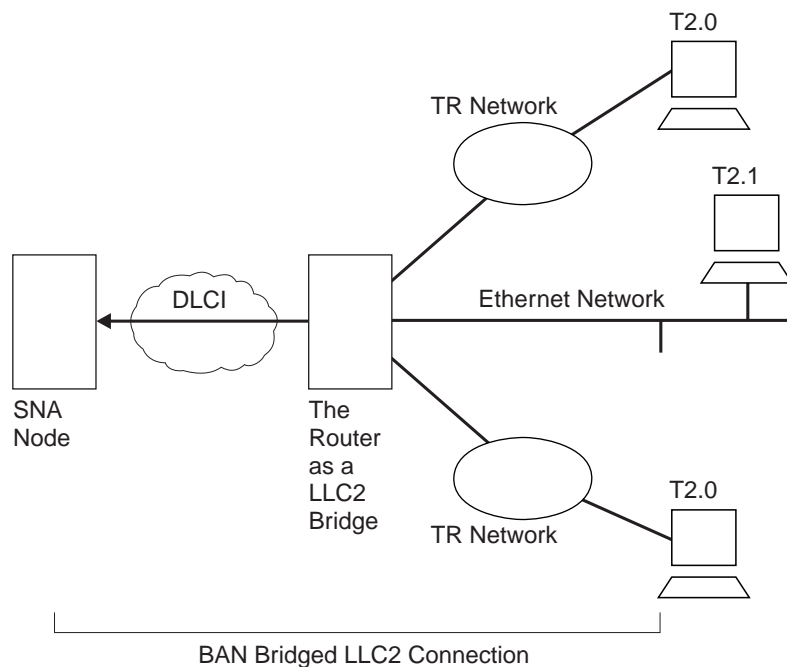 T2.0
TR Network
T2.1
DLCI
Ethernet Network
SNA
Node
The
Router
as a
LLC2
Bridge
T2.0
TR Network
BAN Bridged LLC2 Connection